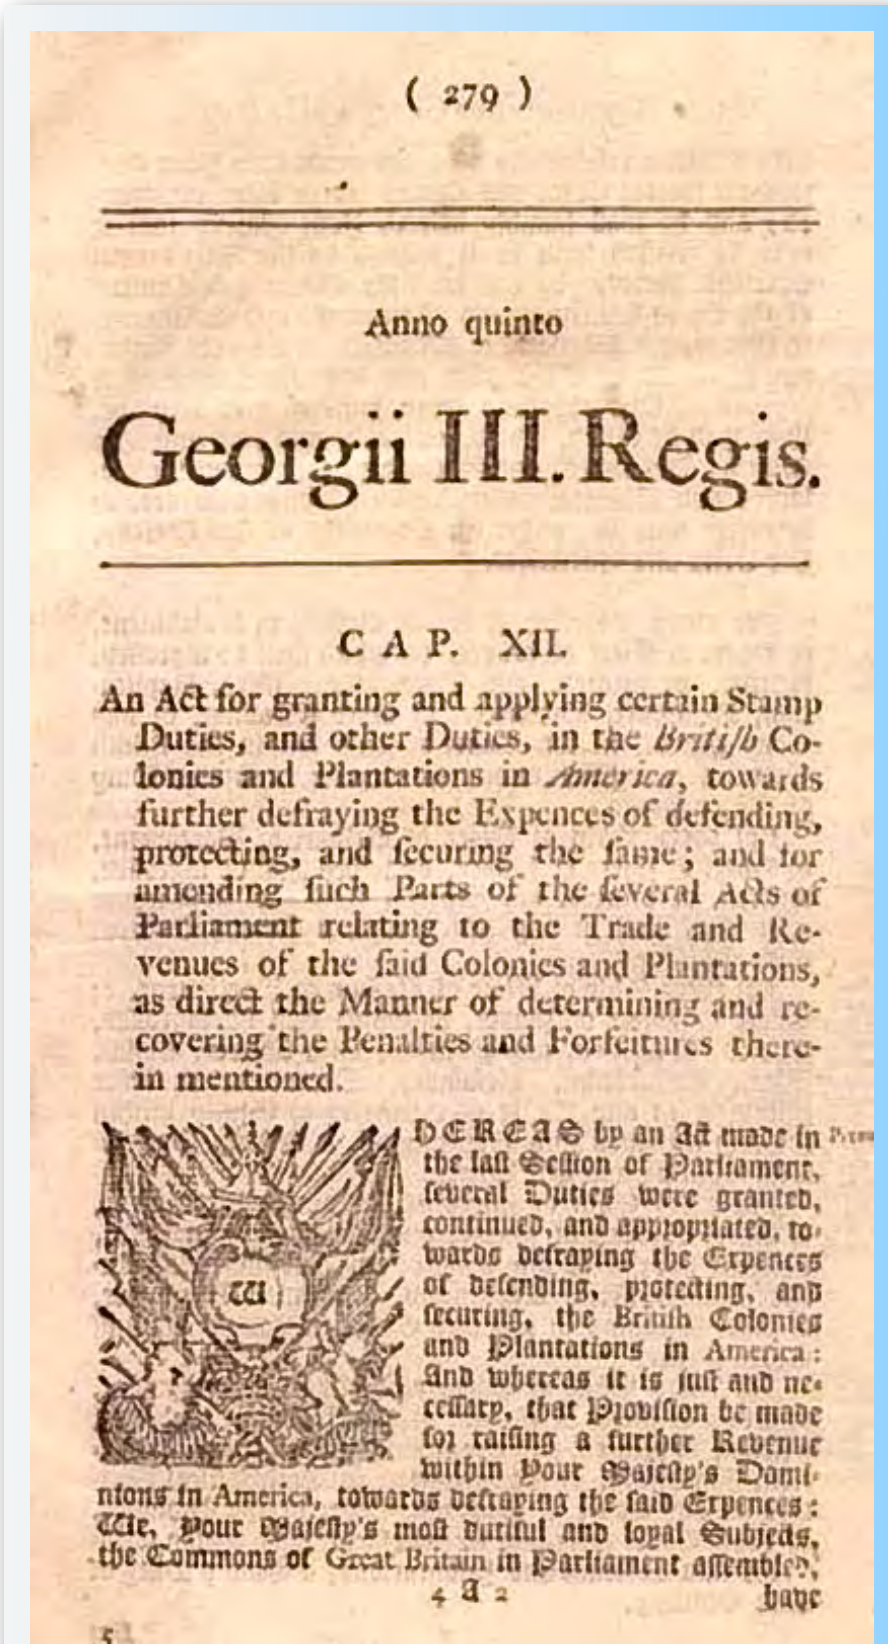 ( 279 )
Anno quinto
Georgii III. Regis.
CAP. XII.
An Act for granting and applying certain Stamp
Duties, and other Duties, in the Britiſh Co-
lonies and Plantations in America, towards
further defraying the Expences of defending,
protecting, and ſecuring the ſame; and for
amending ſuch Parts of the ſeveral Acts of
Parliament relating to the Trade and Re-
venues of the ſaid Colonies and Plantations,
as direct the Manner of determining and re-
covering the Penalties and Forfeitures there-
in mentioned.
W
HEREAS by an Act made in
the laſt Seſſion of Parliament,
ſeveral Duties were granted,
continued, and appropriated, to-
wards defraying the Expences
of defending, protecting, and
ſecuring, the Britiſh Colonies
and Plantations in America:
And whereas it is juſt and ne-
ceſſary, that Proviſion be made
for raiſing a further Revenue
within Your Majeſty's Domi-
nions in America, towards defraying the ſaid Expences:
We, Your Majeſty's moſt dutiful and loyal Subjects,
the Commons of Great Britain in Parliament aſſembled,
4 A 2 have
5